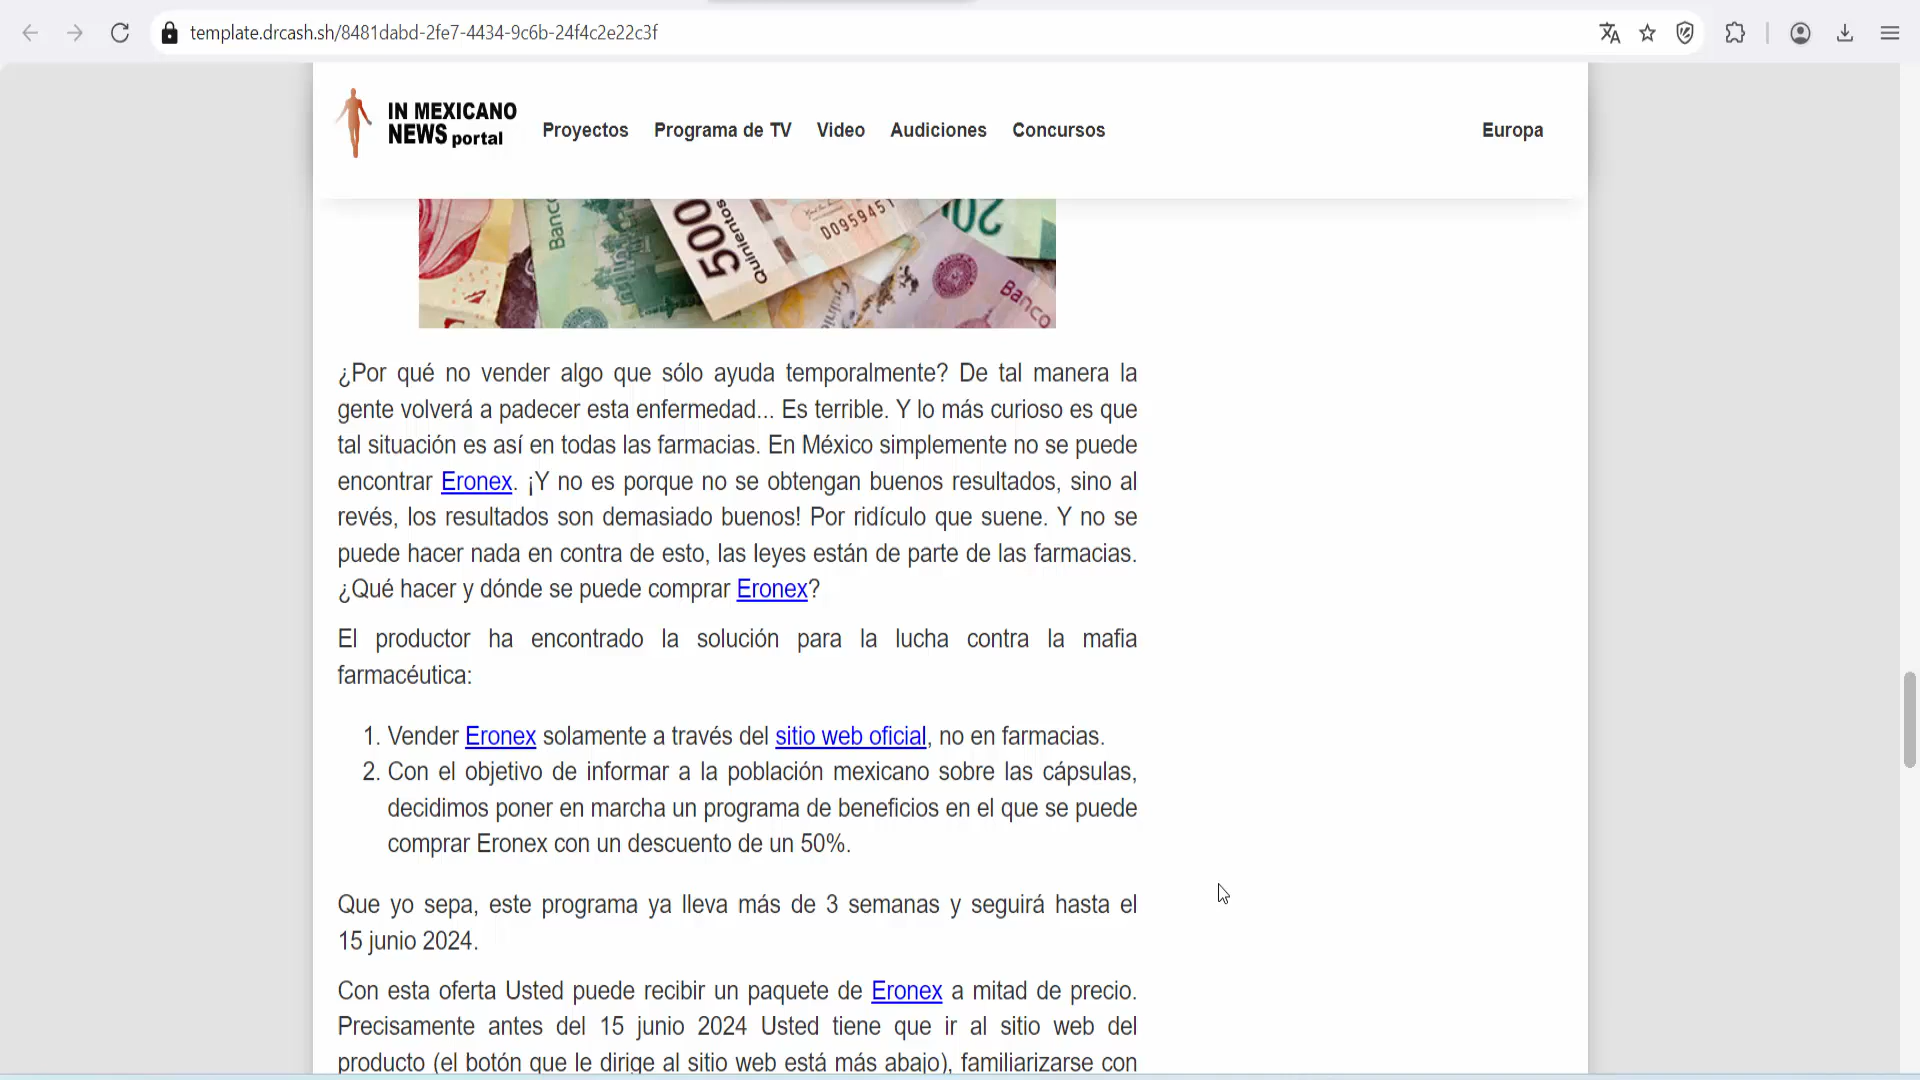 template.drcash.sh/8481dabd-2fe7-4434-9c6b-24f4c2e22c3f
IN MEXICANO
NEWS portal
Proyectos
Programa de TV
Video
Audiciones
Concursos
Europa
Banco
500
Quinientos
D0959451
20
Banco
¿Por qué no vender algo que sólo ayuda temporalmente? De tal manera la
gente volverá a padecer esta enfermedad... Es terrible. Y lo más curioso es que
tal situación es así en todas las farmacias. En México simplemente no se puede
encontrar Eronex. ¡Y no es porque no se obtengan buenos resultados, sino al
revés, los resultados son demasiado buenos! Por ridículo que suene. Y no se
puede hacer nada en contra de esto, las leyes están de parte de las farmacias.
¿Qué hacer y dónde se puede comprar Eronex?
El productor ha encontrado la solución para la lucha contra la mafia
farmacéutica:
1. Vender Eronex solamente a través del sitio web oficial, no en farmacias.
2. Con el objetivo de informar a la población mexicano sobre las cápsulas,
decidimos poner en marcha un programa de beneficios en el que se puede
comprar Eronex con un descuento de un 50%.
Que yo sepa, este programa ya lleva más de 3 semanas y seguirá hasta el
15 junio 2024.
Con esta oferta Usted puede recibir un paquete de Eronex a mitad de precio.
Precisamente antes del 15 junio 2024 Usted tiene que ir al sitio web del
producto (el botón que le dirige al sitio web está más abajo), familiarizarse con